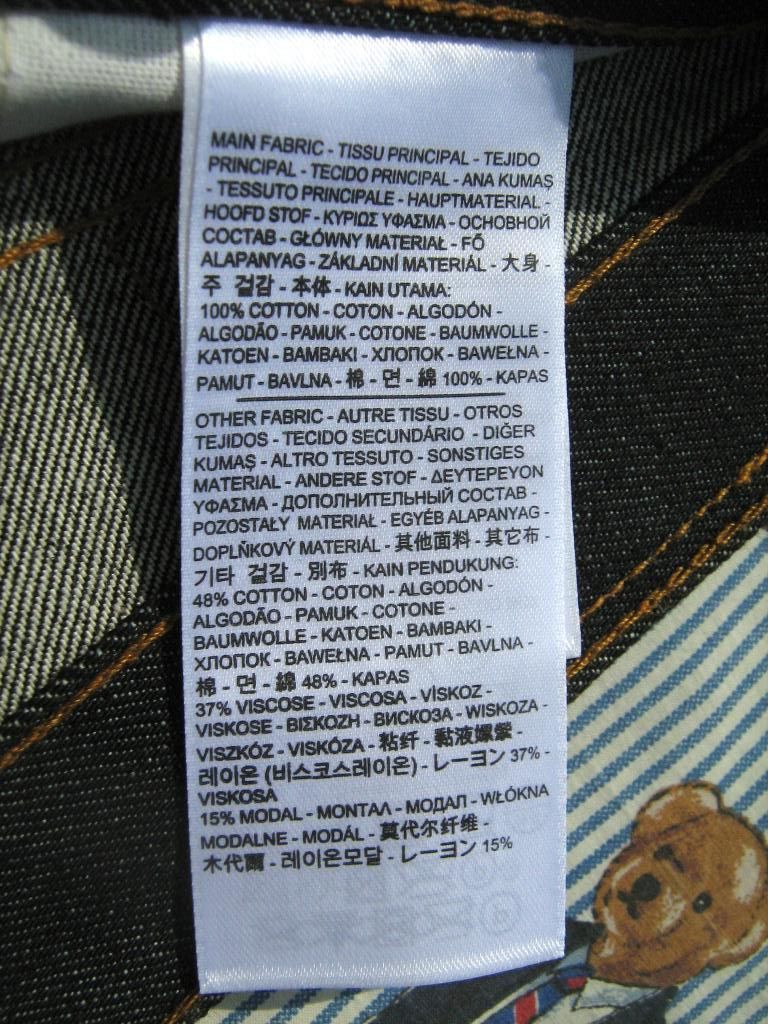 MAIN FABRIC - TISSU PRINCIPAL - TEJIDO
PRINCIPAL - TECIDO PRINCIPAL - ANA KUMAŞ
- TESSUTO PRINCIPALE - HAUPTMATERIAL -
HOOFD STOF - ΚΥΡΙΟΣ ΥΦΑΣΜΑ - ОСНОВНОЙ
СОСТАВ - GŁÓWNY MATERIAŁ - FŐ
ALAPANYAG - ZÁKLADNÍ MATERIÁL - 大身 -
주 겉감 - 本体 - KAIN UTAMA:
100% COTTON - COTON - ALGODÓN -
ALGODÃO - PAMUK - COTONE - BAUMWOLLE -
KATOEN - BAMBAKI - ХЛОПОК - BAWEŁNA -
PAMUT - BAVLNA - 棉 - 면 - 綿 100% - KAPAS
OTHER FABRIC - AUTRE TISSU - OTROS
TEJIDOS - TECIDO SECUNDÁRIO - DIĞER
KUMAŞ - ALTRO TESSUTO - SONSTIGES
MATERIAL - ANDERE STOF - ΔΕΥΤΕΡΕΥΟΝ
ΥΦΑΣΜΑ - ДОПОЛНИТЕЛЬНЫЙ СОСТАВ -
POZOSTAŁY MATERIAŁ - EGYÉB ALAPANYAG -
DOPLŇKOVÝ MATERIÁL - 其他面料 - 其它布 -
기타 겉감 - 別布 - KAIN PENDUKUNG:
48% COTTON - COTON - ALGODÓN -
ALGODÃO - PAMUK - COTONE -
BAUMWOLLE - KATOEN - BAMBAKI -
ХЛОПОК - BAWEŁNA - PAMUT - BAVLNA -
棉 - 면 - 綿 48% - KAPAS
37% VISCOSE - VISCOSA - VİSKOZ -
VISKOSE - ΒΙΣΚΟΖΗ - ВИСКОЗА - WISKOZA -
VISZKÓZ - VISKÓZA - 粘纤 - 黏液嫘縈 -
레이온 (비스코스레이온) - レーヨン 37% -
VISKOSA
15% MODAL - ΜΟΝΤΑΛ - МОДАЛ - WŁÓKNA
MODALNE - MODÁL - 莫代尔纤维 -
木代爾 - 레이온모달 - レーヨン 15%